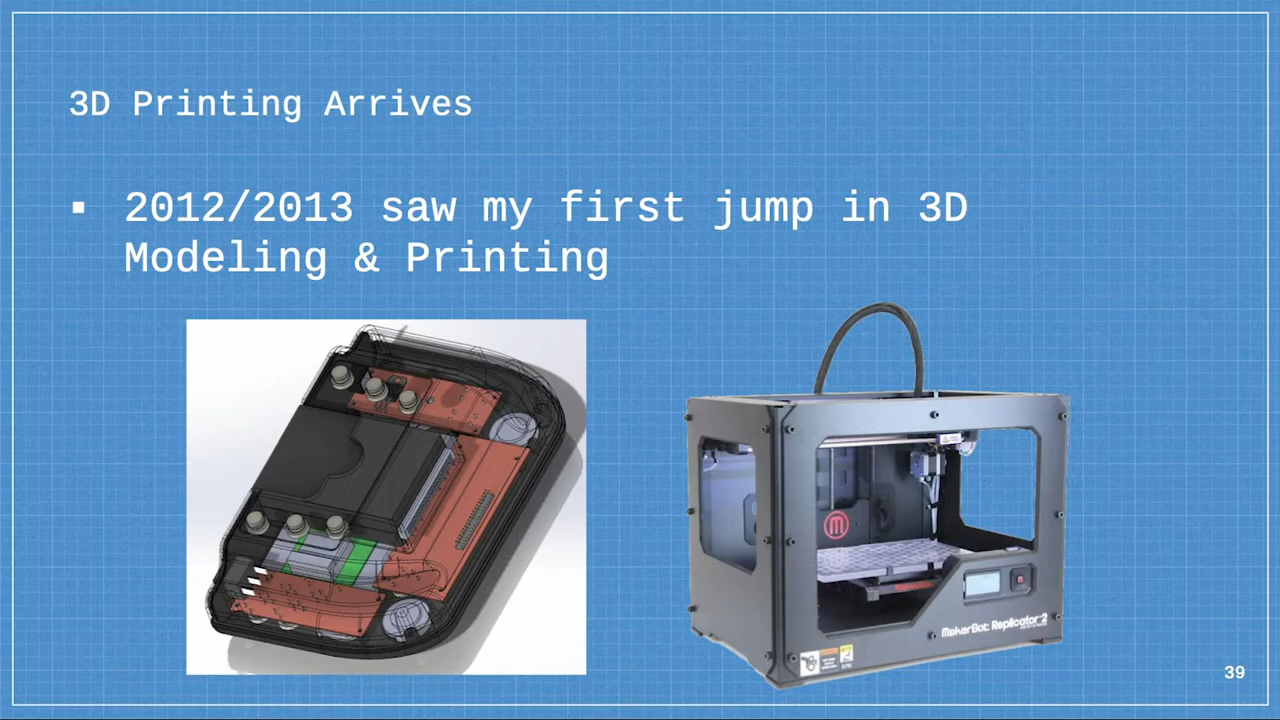 3D Printing Arrives
▪ 2012/2013 saw my first jump in 3D
Modeling & Printing
MakerBot Replicator 2
39